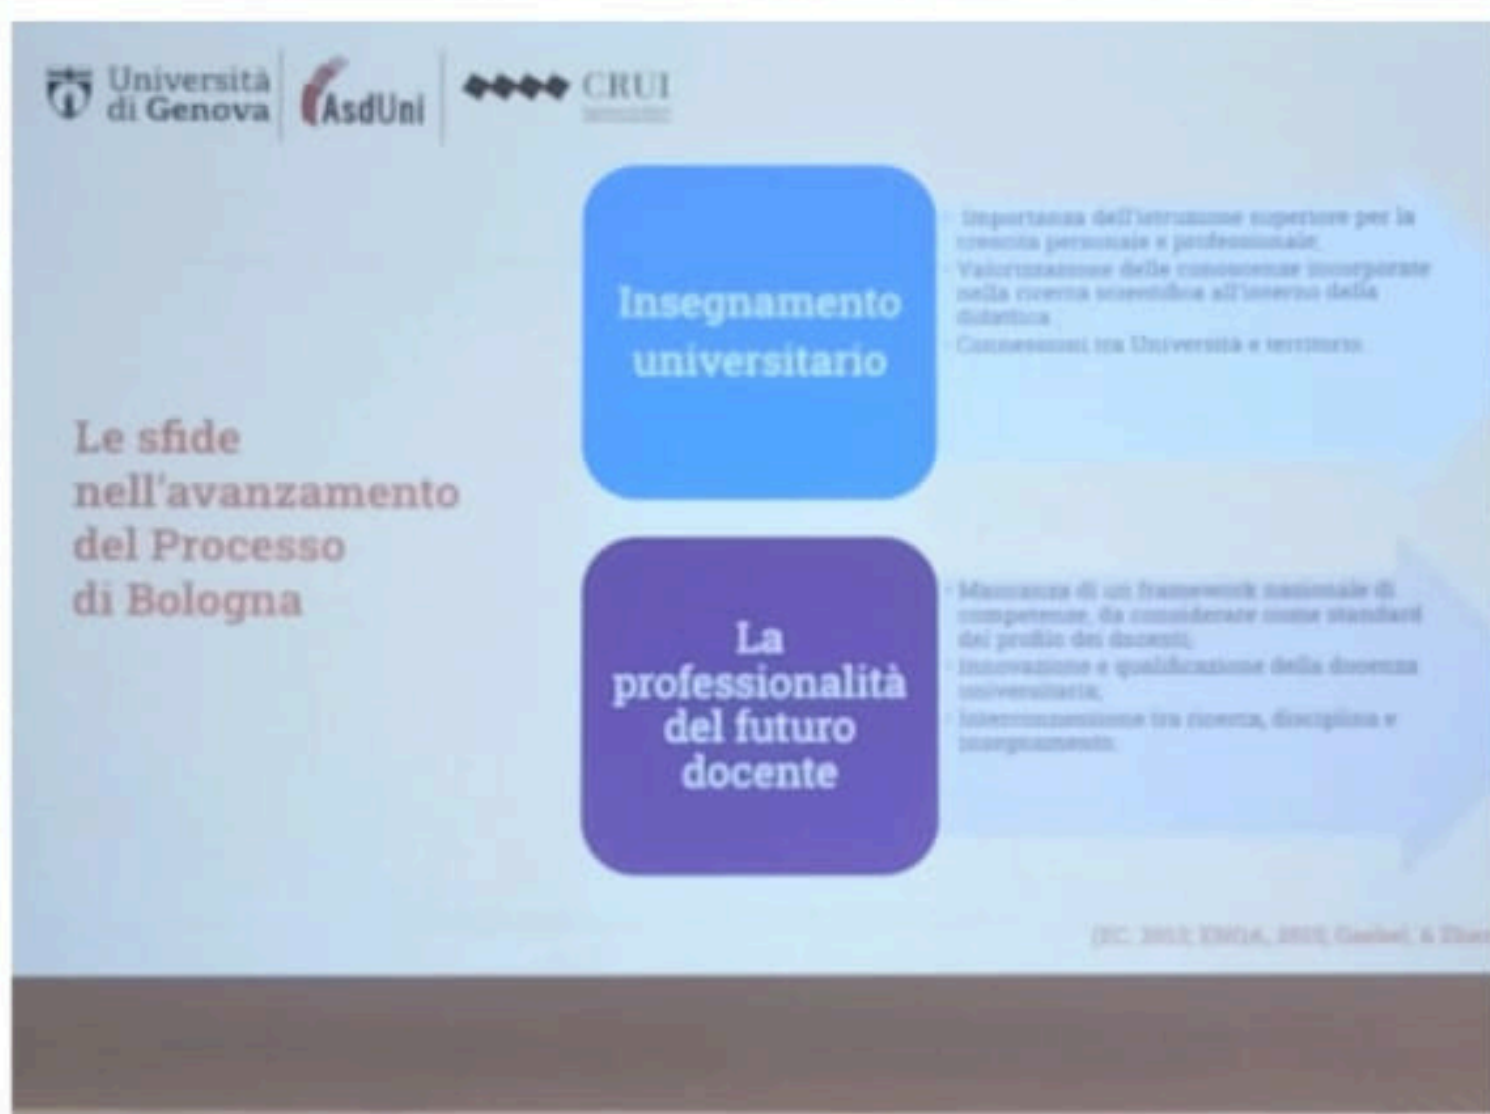 Università
di Genova
AsdUni
CRUI
Le sfide
nell'avanzamento
del Processo
di Bologna
Insegnamento
universitario
Importanza dell'istruzione superiore per la
crescita personale e professionale;
Valorizzazione delle conoscenze incorporate
nella ricerca scientifica all'interno della
didattica
Connessioni tra Università e territorio.
La
professionalità
del futuro
docente
Mancanza di un framework nazionale di
competenze, da considerare come standard
del profilo dei docenti;
Innovazione e qualificazione della docenza
universitaria;
Interconnessione tra ricerca, disciplina e
insegnamento.